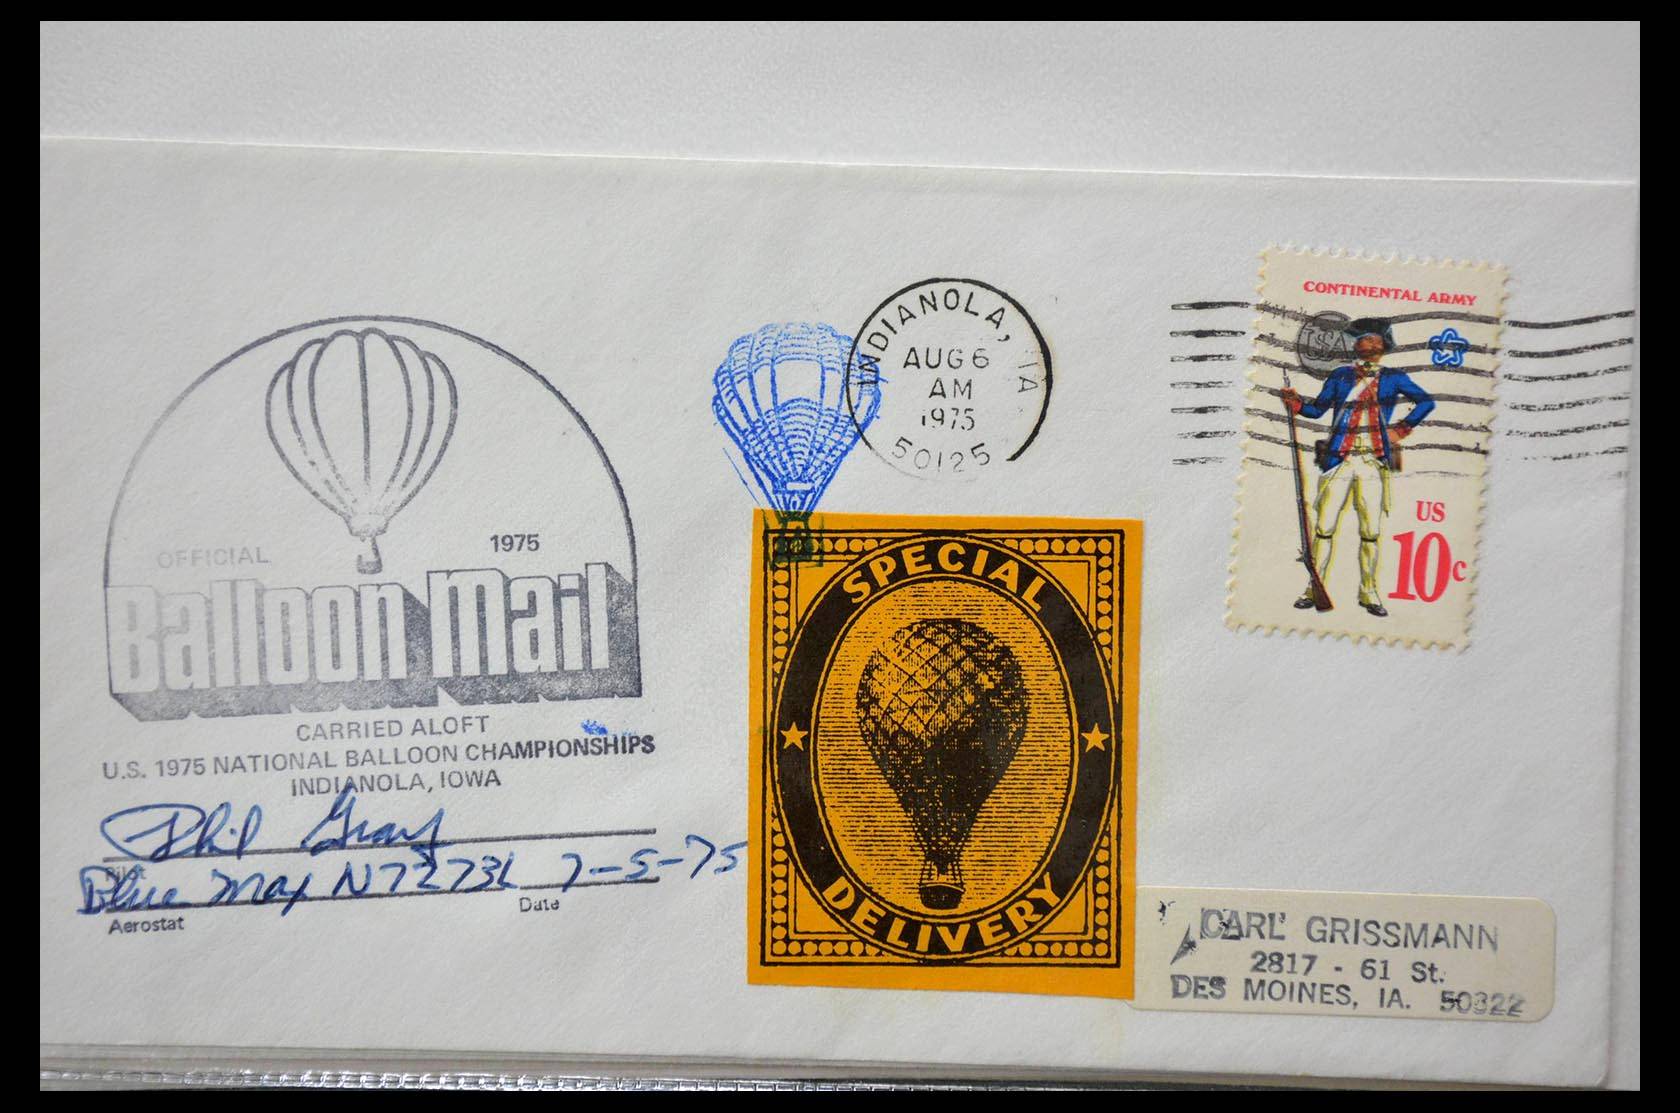 OFFICIAL
1975
Balloon Mail
CARRIED ALOFT
U.S. 1975 NATIONAL BALLOON CHAMPIONSHIPS
INDIANOLA, IOWA
Phil Gray
Pilot
Blue Max N7273L 7-5-75
Aerostat
Date
INDIANOLA, IA
AUG 6
AM
1975
50125
SPECIAL
DELIVERY
CONTINENTAL ARMY
USA
US
10c
CARL GRISSMANN
2817 - 61 St.
DES MOINES, IA. 50322